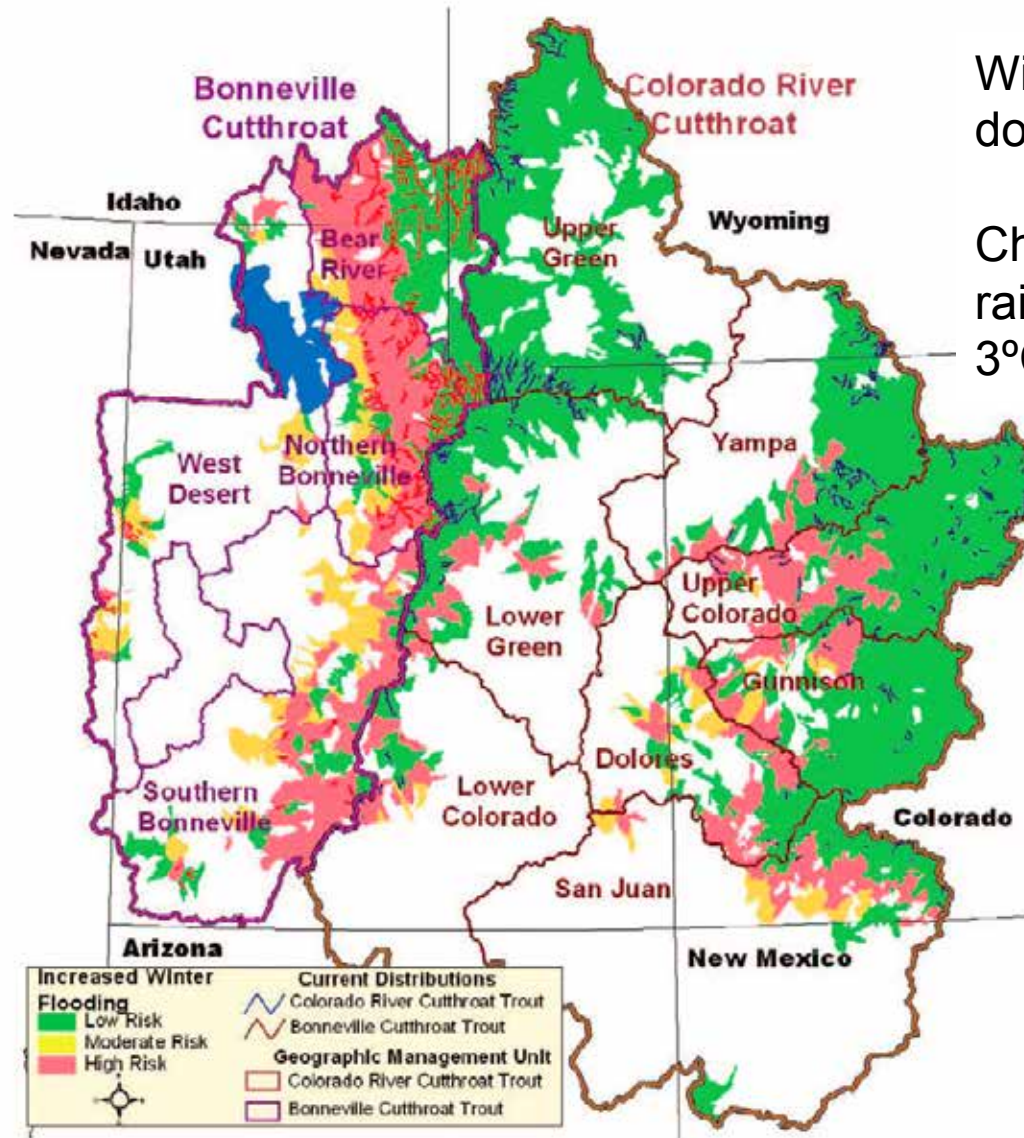 Bonneville
Cutthroat
Colorado River
Cutthroat
Idaho
Nevada
Utah
Wyoming
Bear
River
Upper
Green
West
Desert
Northern
Bonneville
Yampa
Lower
Green
Upper
Colorado
Gunnison
Dolores
Southern
Bonneville
Lower
Colorado
Colorado
San Juan
Arizona
New Mexico
Increased Winter
Flooding
Low Risk
Moderate Risk
High Risk
Current Distributions
Colorado River Cutthroat Trout
Bonneville Cutthroat Trout
Geographic Management Unit
Colorado River Cutthroat Trout
Bonneville Cutthroat Trout
do